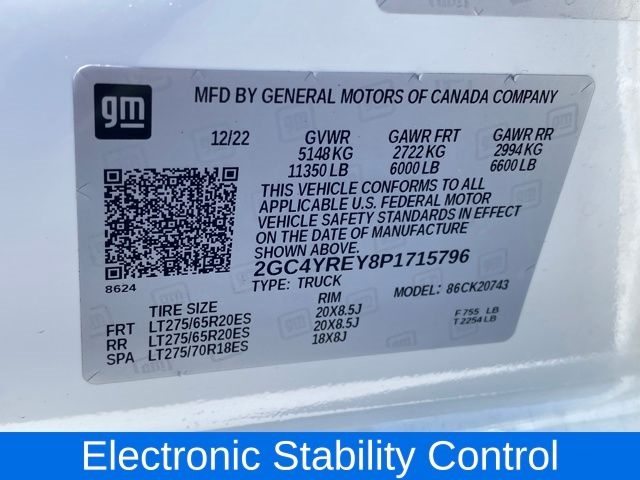 gm
MFD BY GENERAL MOTORS OF CANADA COMPANY
12/22 GVWR GAWR FRT GAWR RR
5148 KG 2722 KG 2994 KG
11350 LB 6000 LB 6600 LB
THIS VEHICLE CONFORMS TO ALL
APPLICABLE U.S. FEDERAL MOTOR
VEHICLE SAFETY STANDARDS IN EFFECT
ON THE DATE OF MANUFACTURE
SHOWN ABOVE.
2GC4YREY8P1715796
8624
TYPE: TRUCK MODEL: 86CK20743
TIRE SIZE RIM
FRT LT275/65R20ES 20X8.5J F 755 LB
RR LT275/65R20ES 20X8.5J T 2254 LB
SPA LT275/70R18ES 18X8J
Electronic Stability Control